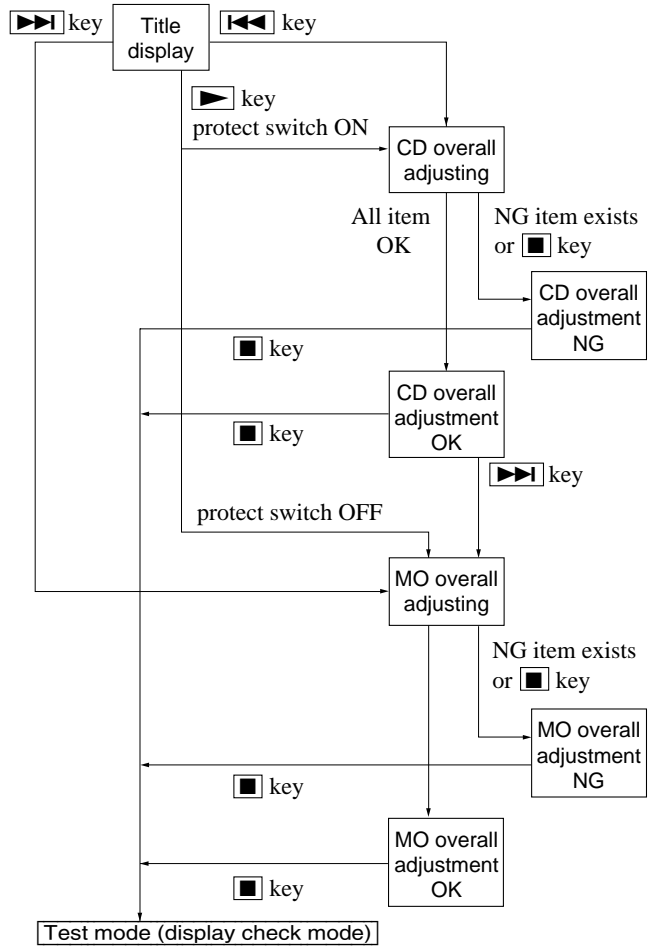 key
Title
display
key
key
protect switch ON
CD overall
adjusting
All item
OK
NG item exists
or key
CD overall
adjustment
NG
key
CD overall
adjustment
OK
key
key
protect switch OFF
MO overall
adjusting
NG item exists
or key
MO overall
adjustment
NG
key
MO overall
adjustment
OK
key
Test mode (display check mode)